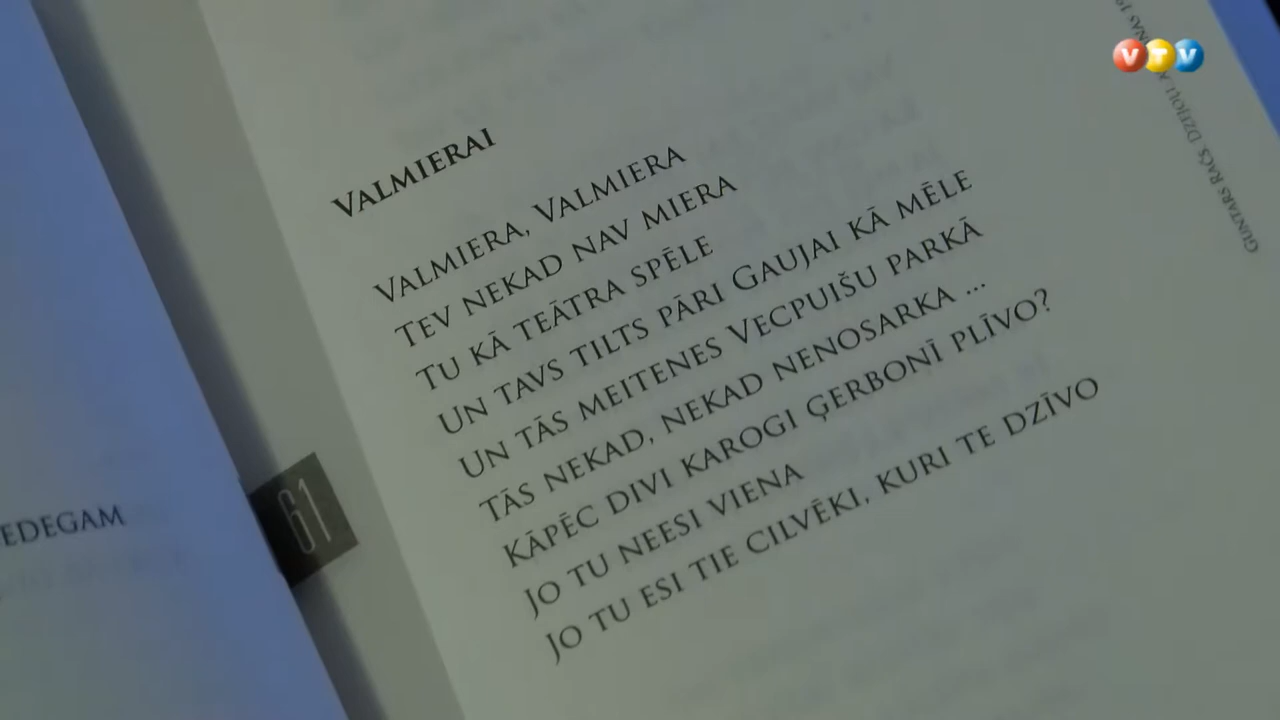 VALMIERAI
VALMIERA, VALMIERA
TEV NEKAD NAV MIERA
TU KĀ TEĀTRA SPĒLE
UN TAVS TILTS PĀRI GAUJAI KĀ MĒLE
UN TĀS MEITENES VECPUIŠU PARKĀ
TĀS NEKAD, NEKAD NENOSARKA ...
KĀPĒC DIVI KAROGI ĢERBONĪ PLĪVO?
JO TU NEESI VIENA
JO TU ESI TIE CILVĒKI, KURI TE DZĪVO
61
GUNTARS RAČS. DZEJOĻI
VTV